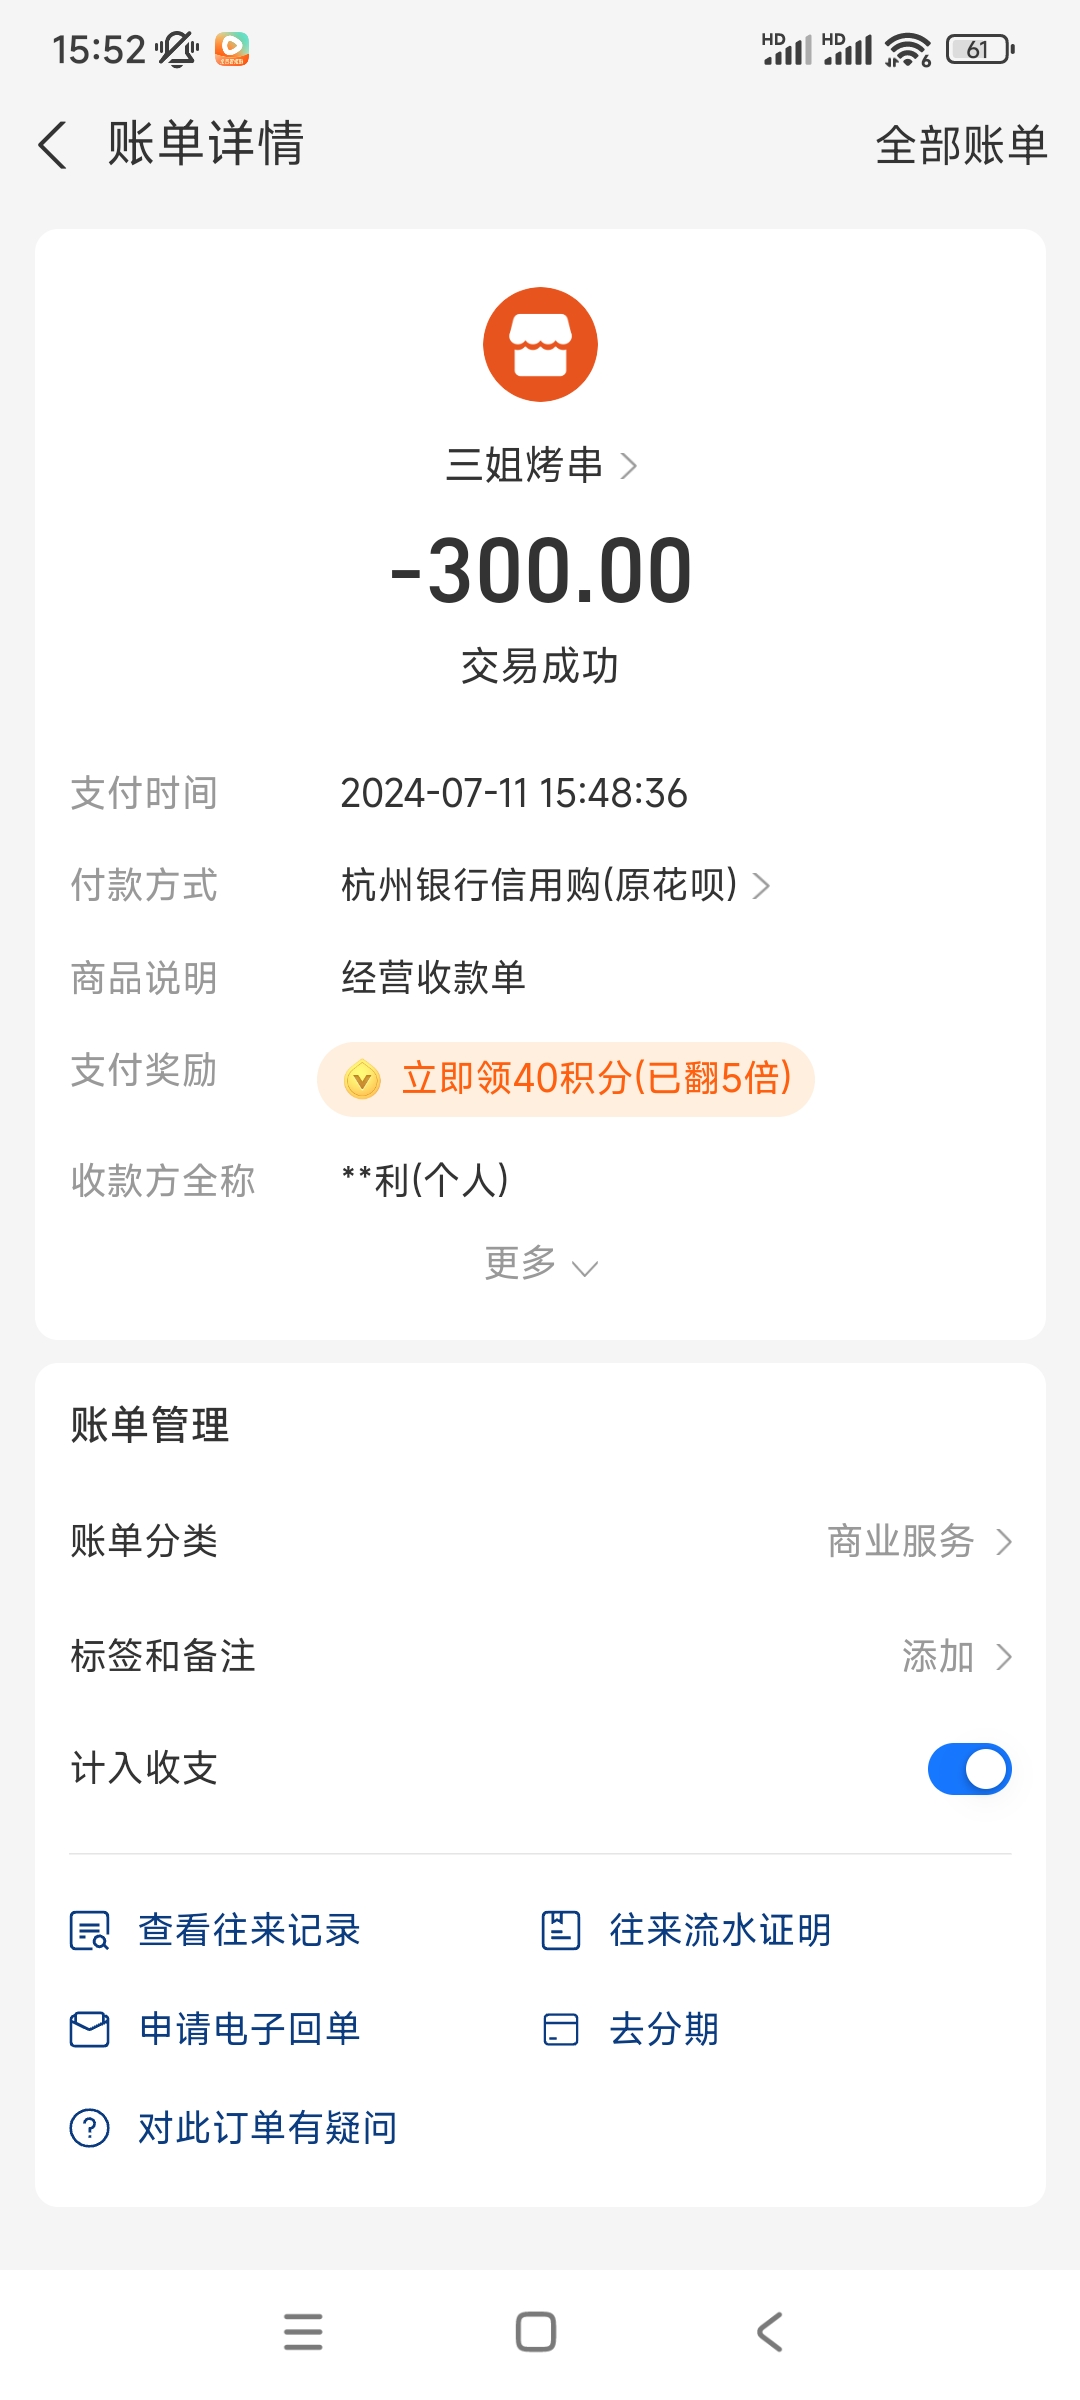 15:52 HD HD 6 61
账单详情 全部账单
三姐烤串
-300.00
交易成功
支付时间 2024-07-11 15:48:36
付款方式 杭州银行信用购(原花呗)
商品说明 经营收款单
支付奖励 立即领40积分(已翻5倍)
收款方全称 **利(个人)
更多
账单管理
账单分类 商业服务
标签和备注 添加
计入收支
查看往来记录 往来流水证明
申请电子回单 去分期
对此订单有疑问